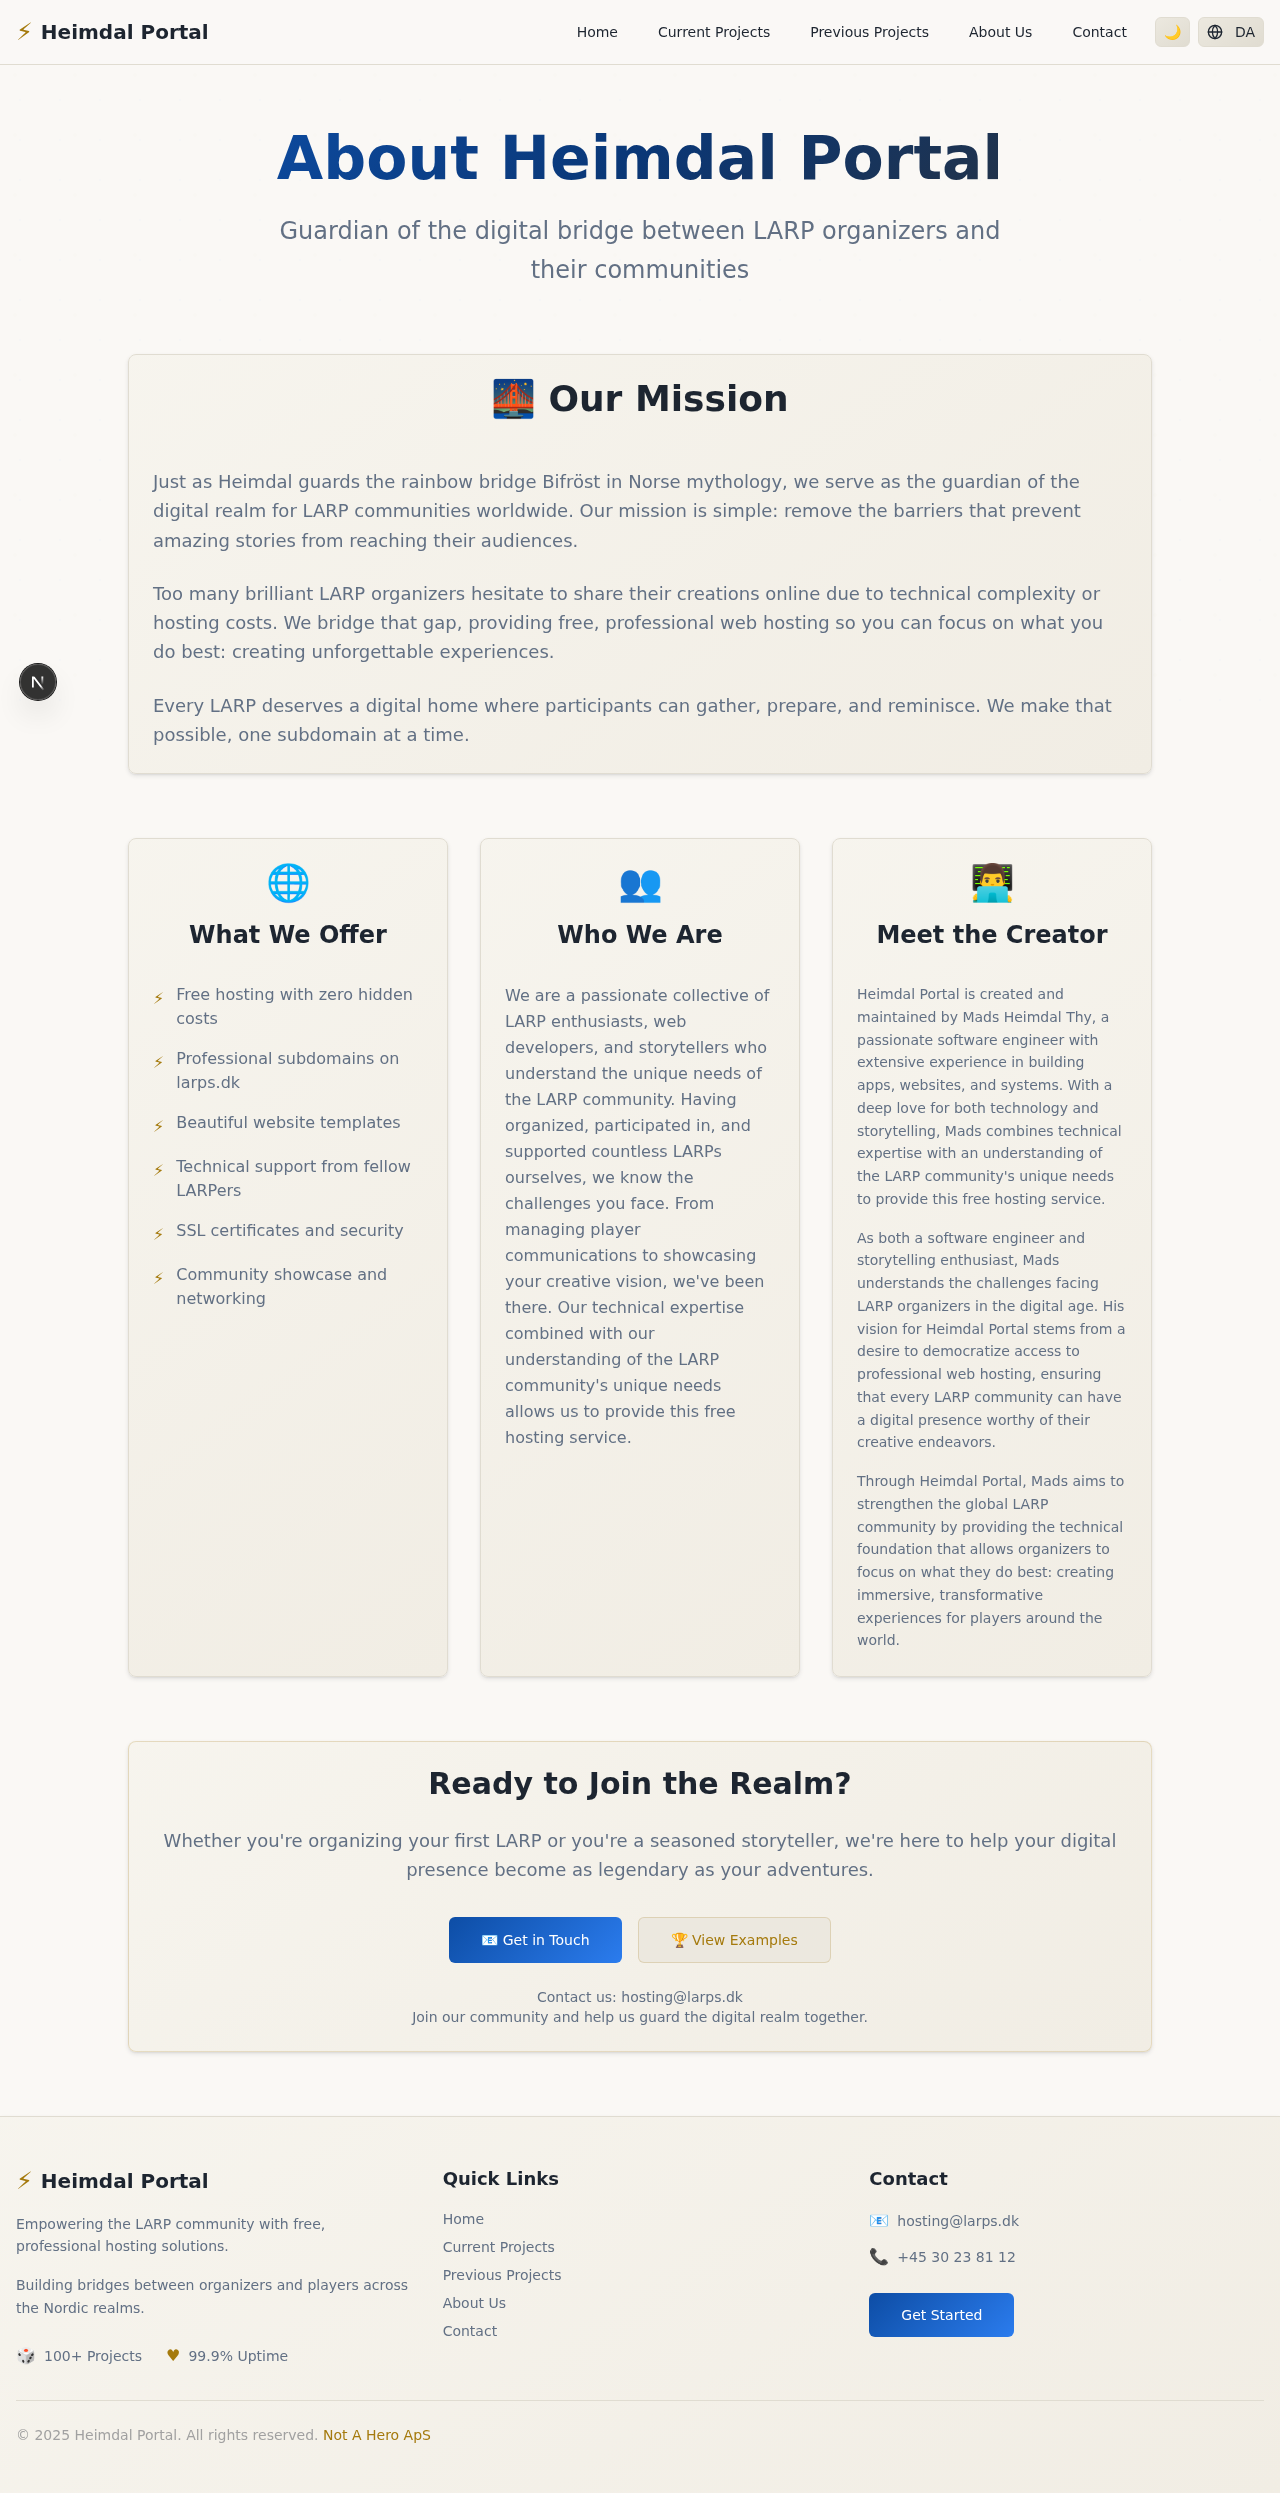 ⚡ Heimdal Portal
Home Current Projects Previous Projects About Us Contact 🌙 DA
About Heimdal Portal
Guardian of the digital bridge between LARP organizers and
their communities
🌉 Our Mission
Just as Heimdal guards the rainbow bridge Bifröst in Norse mythology, we serve as the guardian of the
digital realm for LARP communities worldwide. Our mission is simple: remove the barriers that prevent
amazing stories from reaching their audiences.
Too many brilliant LARP organizers hesitate to share their creations online due to technical complexity or
hosting costs. We bridge that gap, providing free, professional web hosting so you can focus on what you
do best: creating unforgettable experiences.
N
Every LARP deserves a digital home where participants can gather, prepare, and reminisce. We make that
possible, one subdomain at a time.
🌐
What We Offer
⚡ Free hosting with zero hidden
costs
⚡ Professional subdomains on
larps.dk
⚡ Beautiful website templates
⚡ Technical support from fellow
LARPers
⚡ SSL certificates and security
⚡ Community showcase and
networking
👥
Who We Are
We are a passionate collective of
LARP enthusiasts, web
developers, and storytellers who
understand the unique needs of
the LARP community. Having
organized, participated in, and
supported countless LARPs
ourselves, we know the
challenges you face. From
managing player
communications to showcasing
your creative vision, we've been
there. Our technical expertise
combined with our
understanding of the LARP
community's unique needs
allows us to provide this free
hosting service.
👨‍💻
Meet the Creator
Heimdal Portal is created and
maintained by Mads Heimdal Thy, a
passionate software engineer with
extensive experience in building
apps, websites, and systems. With a
deep love for both technology and
storytelling, Mads combines technical
expertise with an understanding of
the LARP community's unique needs
to provide this free hosting service.
As both a software engineer and
storytelling enthusiast, Mads
understands the challenges facing
LARP organizers in the digital age. His
vision for Heimdal Portal stems from a
desire to democratize access to
professional web hosting, ensuring
that every LARP community can have
a digital presence worthy of their
creative endeavors.
Through Heimdal Portal, Mads aims to
strengthen the global LARP
community by providing the technical
foundation that allows organizers to
focus on what they do best: creating
immersive, transformative
experiences for players around the
world.
Ready to Join the Realm?
Whether you're organizing your first LARP or you're a seasoned storyteller, we're here to help your digital
presence become as legendary as your adventures.
📧 Get in Touch 🏆 View Examples
Contact us: hosting@larps.dk
Join our community and help us guard the digital realm together.
⚡ Heimdal Portal
Empowering the LARP community with free,
professional hosting solutions.
Building bridges between organizers and players across
the Nordic realms.
🎲 100+ Projects ♥ 99.9% Uptime
Quick Links
Home
Current Projects
Previous Projects
About Us
Contact
Contact
📧 hosting@larps.dk
📞 +45 30 23 81 12
Get Started
© 2025 Heimdal Portal. All rights reserved. Not A Hero ApS